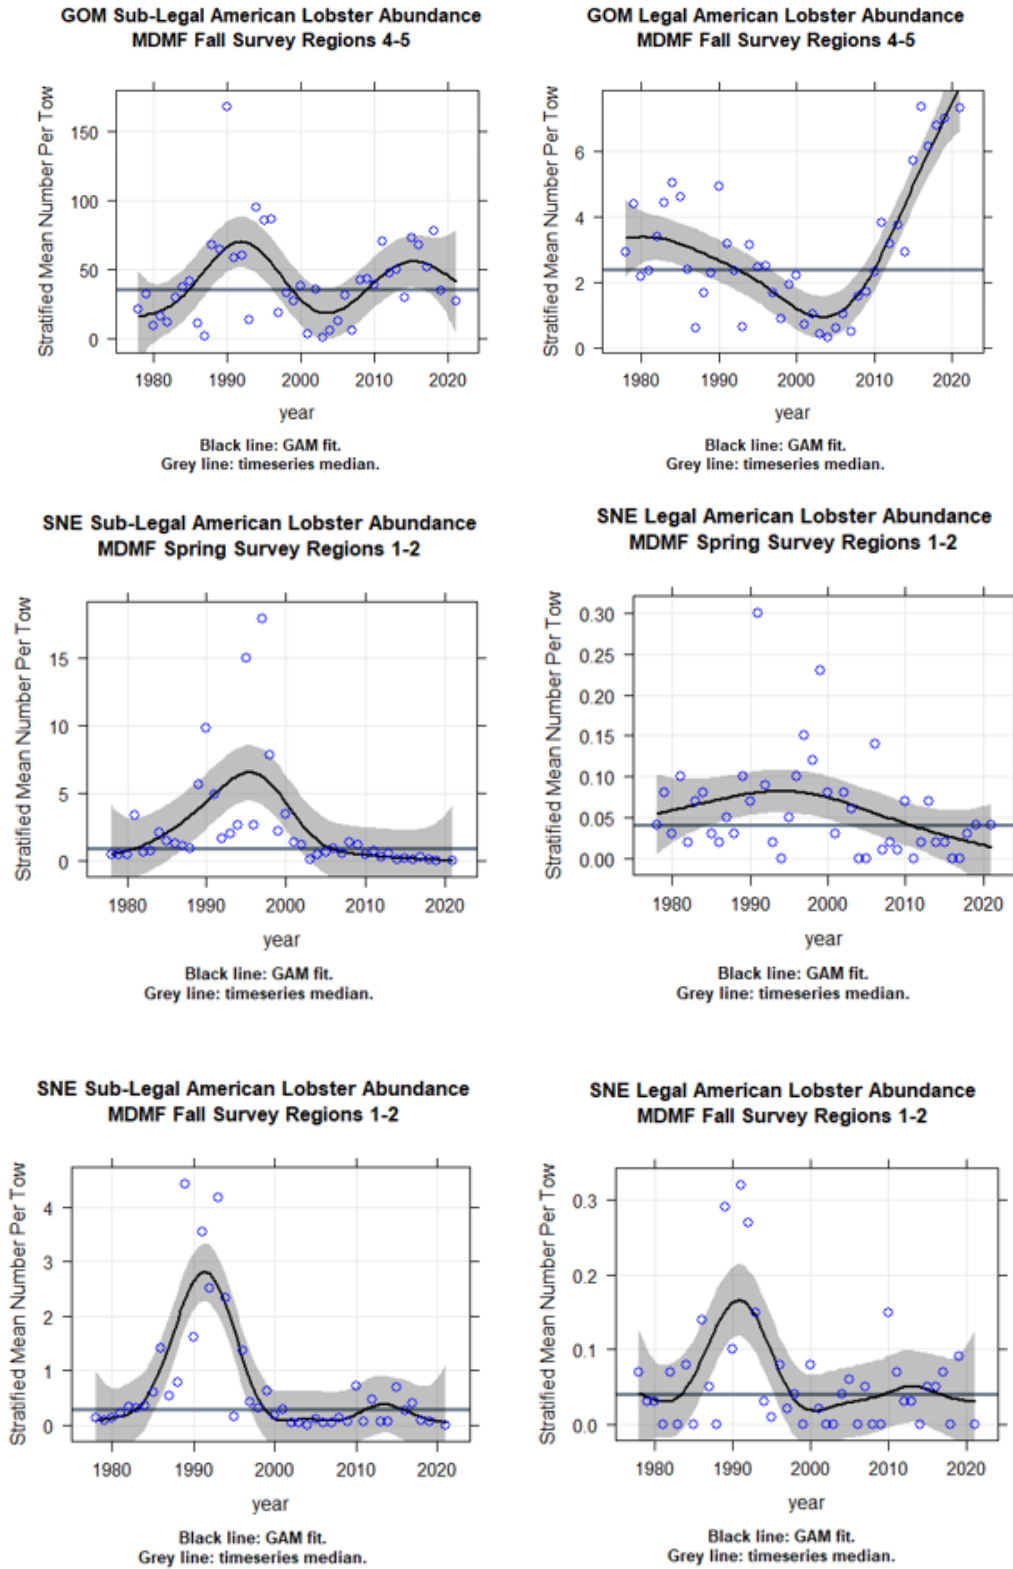 GOM Sub-Legal American Lobster Abundance
MDMF Fall Survey Regions 4-5
Stratified Mean Number Per Tow
150
100
50
0
1980 1990 2000 2010 2020
year
Black line: GAM fit.
Grey line: timeseries median.
GOM Legal American Lobster Abundance
MDMF Fall Survey Regions 4-5
Stratified Mean Number Per Tow
6
4
2
0
1980 1990 2000 2010 2020
year
Black line: GAM fit.
Grey line: timeseries median.
SNE Sub-Legal American Lobster Abundance
MDMF Spring Survey Regions 1-2
Stratified Mean Number Per Tow
15
10
5
0
1980 1990 2000 2010 2020
year
Black line: GAM fit.
Grey line: timeseries median.
SNE Legal American Lobster Abundance
MDMF Spring Survey Regions 1-2
Stratified Mean Number Per Tow
0.30
0.25
0.20
0.15
0.10
0.05
0.00
1980 1990 2000 2010 2020
year
Black line: GAM fit.
Grey line: timeseries median.
SNE Sub-Legal American Lobster Abundance
MDMF Fall Survey Regions 1-2
Stratified Mean Number Per Tow
4
3
2
1
0
1980 1990 2000 2010 2020
year
Black line: GAM fit.
Grey line: timeseries median.
SNE Legal American Lobster Abundance
MDMF Fall Survey Regions 1-2
Stratified Mean Number Per Tow
0.3
0.2
0.1
0.0
1980 1990 2000 2010 2020
year
Black line: GAM fit.
Grey line: timeseries median.